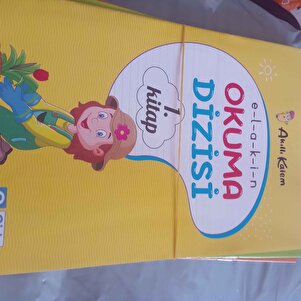 Akıllı Kalem
e-l-a-k-i-n
OKUMA
DİZİSİ
1.
kitap